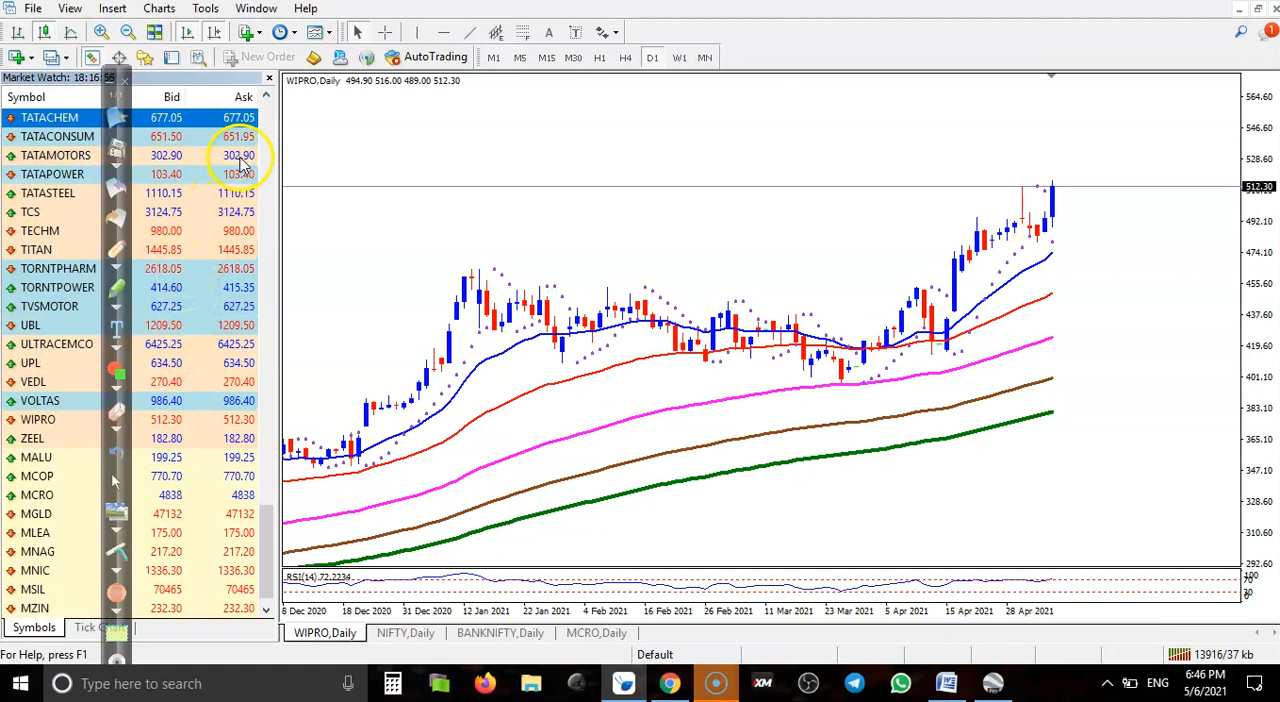 File View Insert Charts Tools Window Help
New Order AutoTrading M1 M5 M15 M30 H1 H4 D1 W1 MN
1
Market Watch: 18:16:56
Symbol Bid Ask
TATACHEM 677.05 677.05
TATACONSUM 651.50 651.95
TATAMOTORS 302.90 302.90
TATAPOWER 103.40 103.40
TATASTEEL 1110.15 1110.15
TCS 3124.75 3124.75
TECHM 980.00 980.00
TITAN 1445.85 1445.85
TORNTPHARM 2618.05 2618.05
TORNTPOWER 414.60 415.35
TVSMOTOR 627.25 627.25
UBL 1209.50 1209.50
ULTRACEMCO 6425.25 6425.25
UPL 634.50 634.50
VEDL 270.40 270.40
VOLTAS 986.40 986.40
WIPRO 512.30 512.30
ZEEL 182.80 182.80
MALU 199.25 199.25
MCOP 770.70 770.70
MCRO 4838 4838
MGLD 47132 47132
MLEA 175.00 175.00
MNAG 217.20 217.20
MNIC 1336.30 1336.30
MSIL 70465 70465
MZIN 232.30 232.30
Symbols Tick
WIPRO,Daily 494.90 516.00 489.00 512.30
564.60
546.60
528.60
512.30
492.10
474.10
455.60
437.60
419.60
401.10
383.10
365.10
347.10
328.60
310.60
292.60
RSI(14) 72.2234
100
70
30
0
8 Dec 2020 18 Dec 2020 31 Dec 2020 12 Jan 2021 22 Jan 2021 4 Feb 2021 16 Feb 2021 26 Feb 2021 11 Mar 2021 23 Mar 2021 5 Apr 2021 15 Apr 2021 28 Apr 2021
WIPRO,Daily NIFTY,Daily BANKNIFTY,Daily MCRO,Daily
For Help, press F1 Default 13916/37 kb
Type here to search
XM
ENG
6:46 PM
5/6/2021